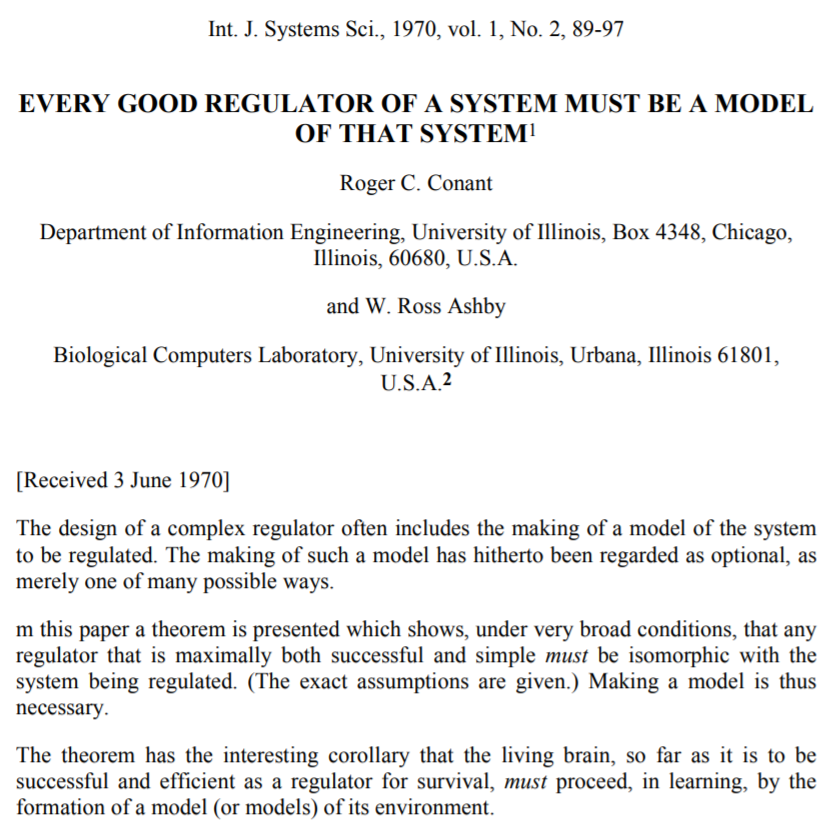 Int. J. Systems Sci., 1970, vol. 1, No. 2, 89-97
EVERY GOOD REGULATOR OF A SYSTEM MUST BE A MODEL
OF THAT SYSTEM1
Roger C. Conant
Department of Information Engineering, University of Illinois, Box 4348, Chicago,
Illinois, 60680, U.S.A.
and W. Ross Ashby
Biological Computers Laboratory, University of Illinois, Urbana, Illinois 61801,
U.S.A.2
[Received 3 June 1970]
The design of a complex regulator often includes the making of a model of the system
to be regulated. The making of such a model has hitherto been regarded as optional, as
merely one of many possible ways.
m this paper a theorem is presented which shows, under very broad conditions, that any
regulator that is maximally both successful and simple must be isomorphic with the
system being regulated. (The exact assumptions are given.) Making a model is thus
necessary.
The theorem has the interesting corollary that the living brain, so far as it is to be
successful and efficient as a regulator for survival, must proceed, in learning, by the
formation of a model (or models) of its environment.